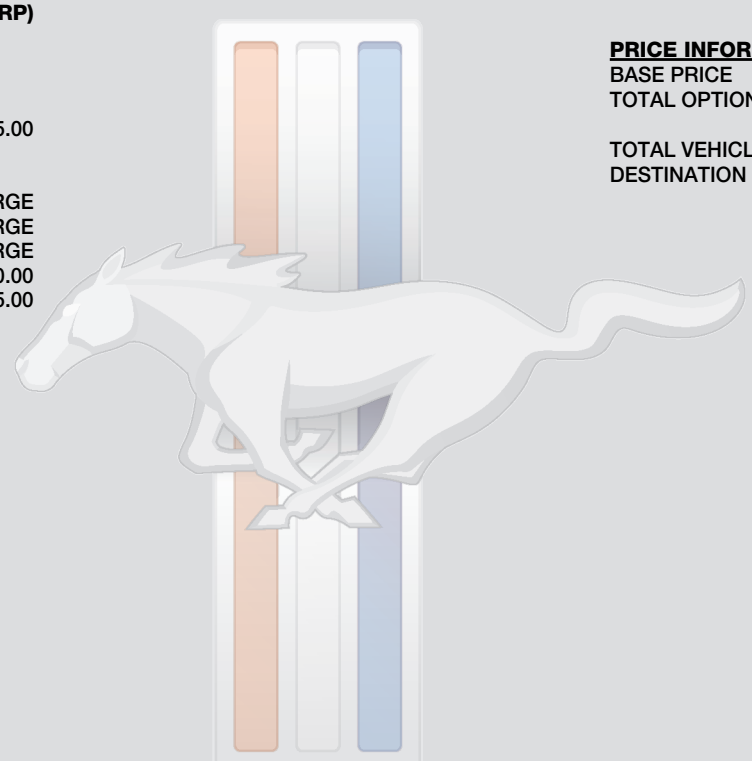 RP)
5.00
RGE
RGE
RGE
0.00
5.00
PRICE INFOR
BASE PRICE
TOTAL OPTION
TOTAL VEHICL
DESTINATION